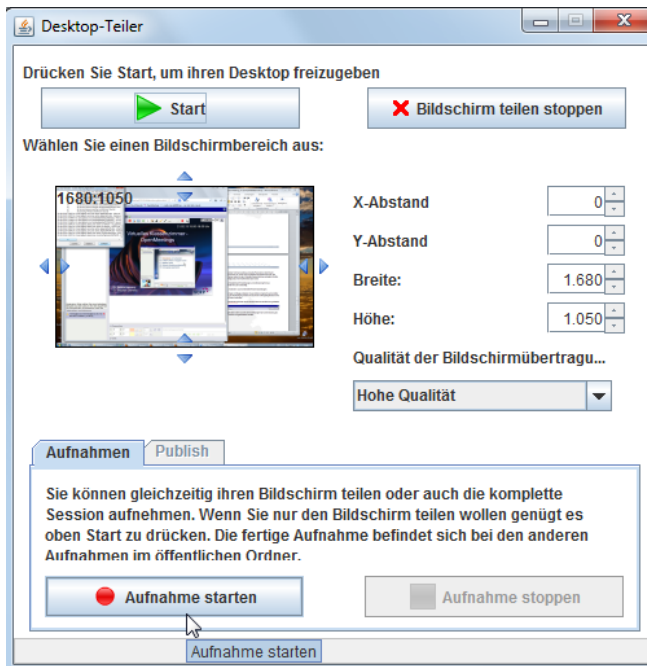 Desktop-Teiler
Drücken Sie Start, um ihren Desktop freizugeben
Start
Bildschirm teilen stoppen
Wählen Sie einen Bildschirmbereich aus:
1680:1050
X-Abstand 0
Y-Abstand 0
Breite: 1.680
Höhe: 1.050
Qualität der Bildschirmübertragu...
Hohe Qualität
Aufnahmen
Publish
Sie können gleichzeitig ihren Bildschirm teilen oder auch die komplette
Session aufnehmen. Wenn Sie nur den Bildschirm teilen wollen genügt es
oben Start zu drücken. Die fertige Aufnahme befindet sich bei den anderen
Aufnahmen im öffentlichen Ordner.
Aufnahme starten
Aufnahme stoppen
Aufnahme starten